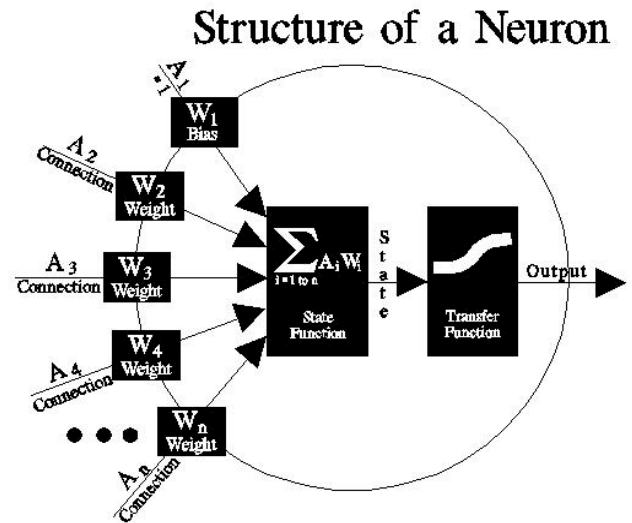 Structure of a Neuron
A1
=1
W1
Bias
A2
Connection
W2
Weight
A3
Connection
W3
Weight
A4
Connection
W4
Weight
An
Connection
Wn
Weight
∑ AiWi
i=1 to n
State
Function
State
Transfer
Function
Output